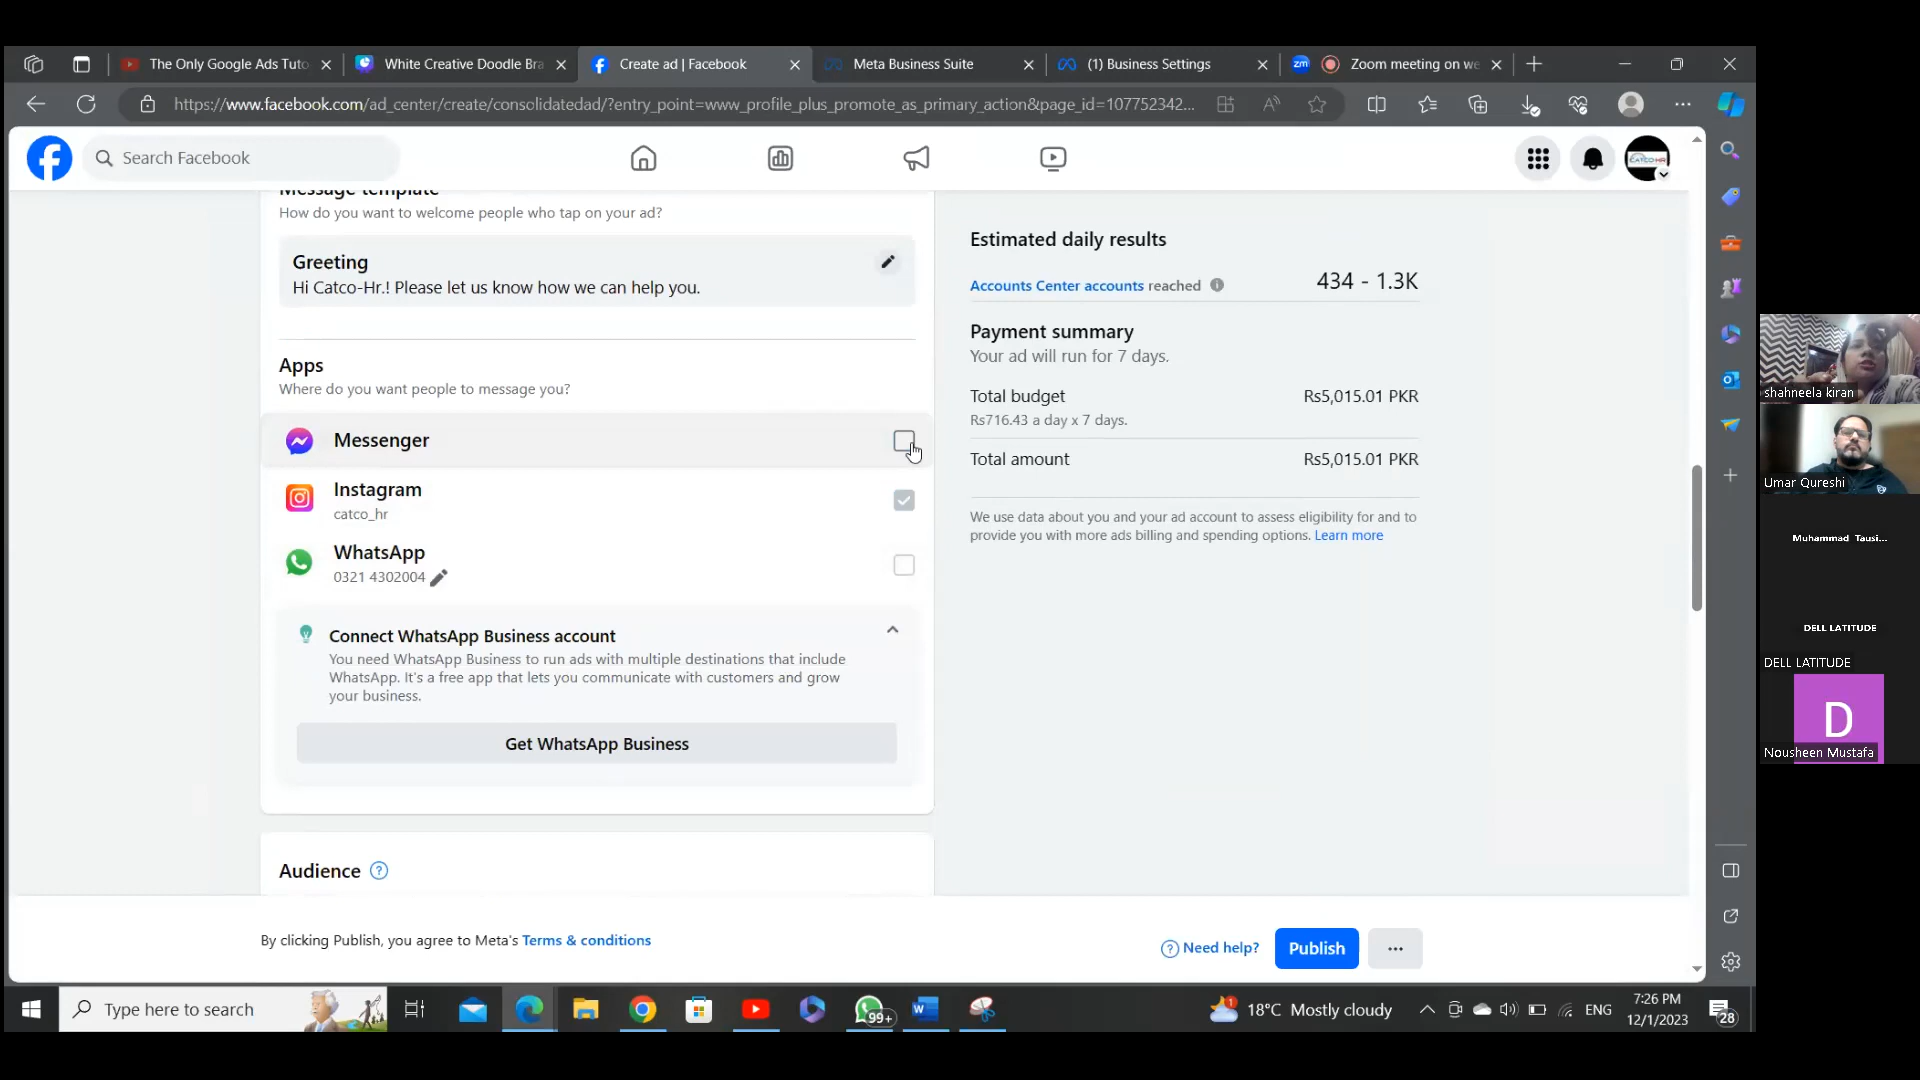 The Only Google Ads Tuto
White Creative Doodle Bra
Create ad | Facebook
Meta Business Suite
(1) Business Settings
zm
Zoom meeting on we
https://www.facebook.com/ad_center/create/consolidatedad/?entry_point=www_profile_plus_promote_as_primary_action&page_id=107752342...
Search Facebook
CATCO-HR
Message template
How do you want to welcome people who tap on your ad?
Greeting
Hi Catco-Hr.! Please let us know how we can help you.
Apps
Where do you want people to message you?
Messenger
Instagram
catco_hr
WhatsApp
0321 4302004
Connect WhatsApp Business account
You need WhatsApp Business to run ads with multiple destinations that include
WhatsApp. It's a free app that lets you communicate with customers and grow
your business.
Get WhatsApp Business
Audience
Estimated daily results
Accounts Center accounts reached
434 - 1.3K
Payment summary
Your ad will run for 7 days.
Total budget
Rs5,015.01 PKR
Rs716.43 a day x 7 days.
Total amount
Rs5,015.01 PKR
We use data about you and your ad account to assess eligibility for and to
provide you with more ads billing and spending options. Learn more
By clicking Publish, you agree to Meta's Terms & conditions
Need help?
Publish
shahneela kiran
Umar Qureshi
Muhammad Tausi...
DELL LATITUDE
DELL LATITUDE
D
Nousheen Mustafa
Type here to search
99+
1
18°C Mostly cloudy
ENG
7:26 PM
12/1/2023
28